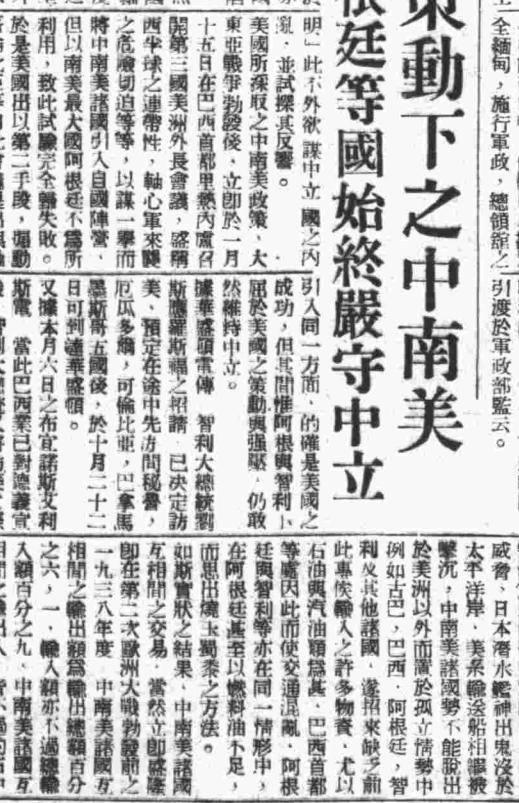 全緬甸，施行軍政，總領館之
引渡於軍政部監云。
策動下之中南美
根廷等國始終嚴守中立
明」此不外欲 謀中立 國之內
亂，並試探其反響。
美國所深取之中南美政策，大
東亞戰爭勃發後，立卽於一月
十五日在巴西首都里熱內盧召
開第三國美洲外長會議，盛稱
西半球之連帶性，軸心軍來襲
之危險切迫等等，以謀一舉而
將中南美諸國引入自國陣營，
但以南美最大國阿根廷不爲所
利用，致此試驗完全歸失敗。
於是美國出以第二手段，煽動
引入同一方面，的確是美國之
成功，但其間惟阿根與智利
屈於美國之策動與强壓，仍敢
然維持中立。
據華盛頓電傳 智利大總統劉
斯應羅斯福之招請，已決定訪
美，預定在途中先訪問秘魯，
厄瓜多爾，可倫比亞，巴拿馬
墨斯哥五國後，於十月二十二
日可到達華盛頓。
又據本月六日之布宜諾斯艾利
斯電 當此巴西業已對德義宣
威脅，日本潛水艦神出鬼沒於
太平洋岸，美系輸送船相繼被
擊沉，中南美諸國勢不能脫出
於美洲以外而置於孤立情勢中
例如古巴，巴西，阿根廷，智
利及其他諸國，遂招來缺乏前
此專俟輸入之許多物資，尤以
石油與汽油類爲甚，巴西首都
等處因此而使交通混亂，阿根
廷與智利等亦在同一情形中，
在阿根廷甚至以燃料油不足，
而思出燒玉蜀黍之方法。
如斯實狀之結果，中南美諸國
互相間之交易，當然立卽盛隆
卽在第二次歐洲大戰勃發前之
一九三八年度，中南美諸國互
相間之輸出額爲輸出總額百分
之六，一，輸入額亦不過總輸
入額百分之九，中南美諸國互